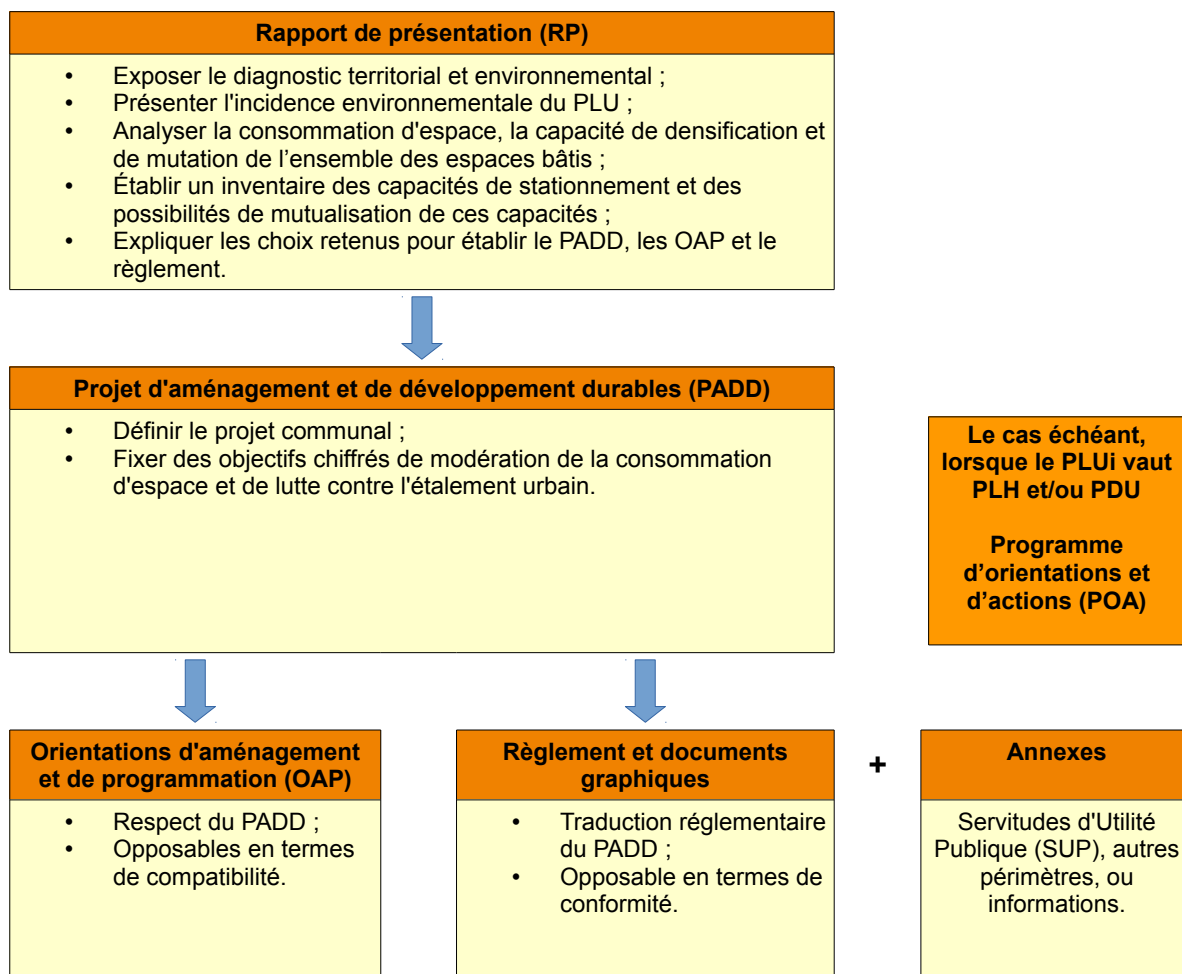 Rapport de présentation (RP)
• Exposer le diagnostic territorial et environnemental ;
• Présenter l'incidence environnementale du PLU ;
• Analyser la consommation d'espace, la capacité de densification et
de mutation de l’ensemble des espaces bâtis ;
• Établir un inventaire des capacités de stationnement et des
possibilités de mutualisation de ces capacités ;
• Expliquer les choix retenus pour établir le PADD, les OAP et le
règlement.
Projet d'aménagement et de développement durables (PADD)
• Définir le projet communal ;
• Fixer des objectifs chiffrés de modération de la consommation
d'espace et de lutte contre l'étalement urbain.
Le cas échéant,
lorsque le PLUi vaut
PLH et/ou PDU
Programme
d’orientations et
d’actions (POA)
Orientations d'aménagement
et de programmation (OAP)
• Respect du PADD ;
• Opposables en termes
de compatibilité.
Règlement et documents
graphiques
• Traduction réglementaire
du PADD ;
• Opposable en termes de
conformité.
+
Annexes
Servitudes d'Utilité
Publique (SUP), autres
périmètres, ou
informations.